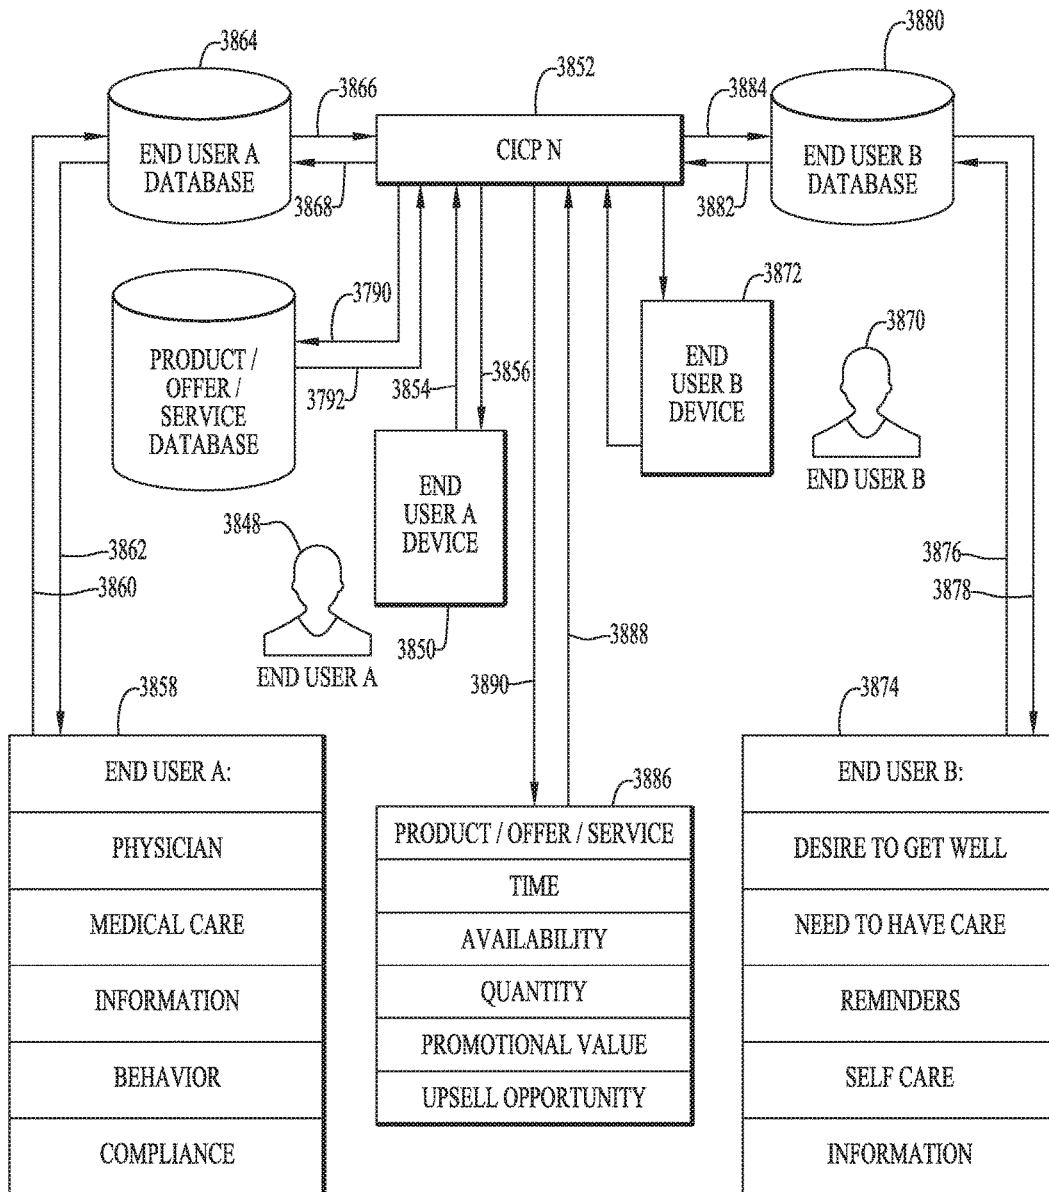 3864
3880
3866
3852
3884
CICP N
END USER A
DATABASE
END USER B
DATABASE
3868
3882
3790
3872
3870
PRODUCT /
OFFER /
SERVICE
DATABASE
3792
3854
3856
END
USER B
DEVICE
END USER B
END
USER A
DEVICE
3848
3862
3860
3876
3878
3850
3888
END USER A
3890
3858
3874
3886
END USER A:
PHYSICIAN
MEDICAL CARE
INFORMATION
BEHAVIOR
COMPLIANCE
PRODUCT / OFFER / SERVICE
TIME
AVAILABILITY
QUANTITY
PROMOTIONAL VALUE
UPSELL OPPORTUNITY
END USER B:
DESIRE TO GET WELL
NEED TO HAVE CARE
REMINDERS
SELF CARE
INFORMATION